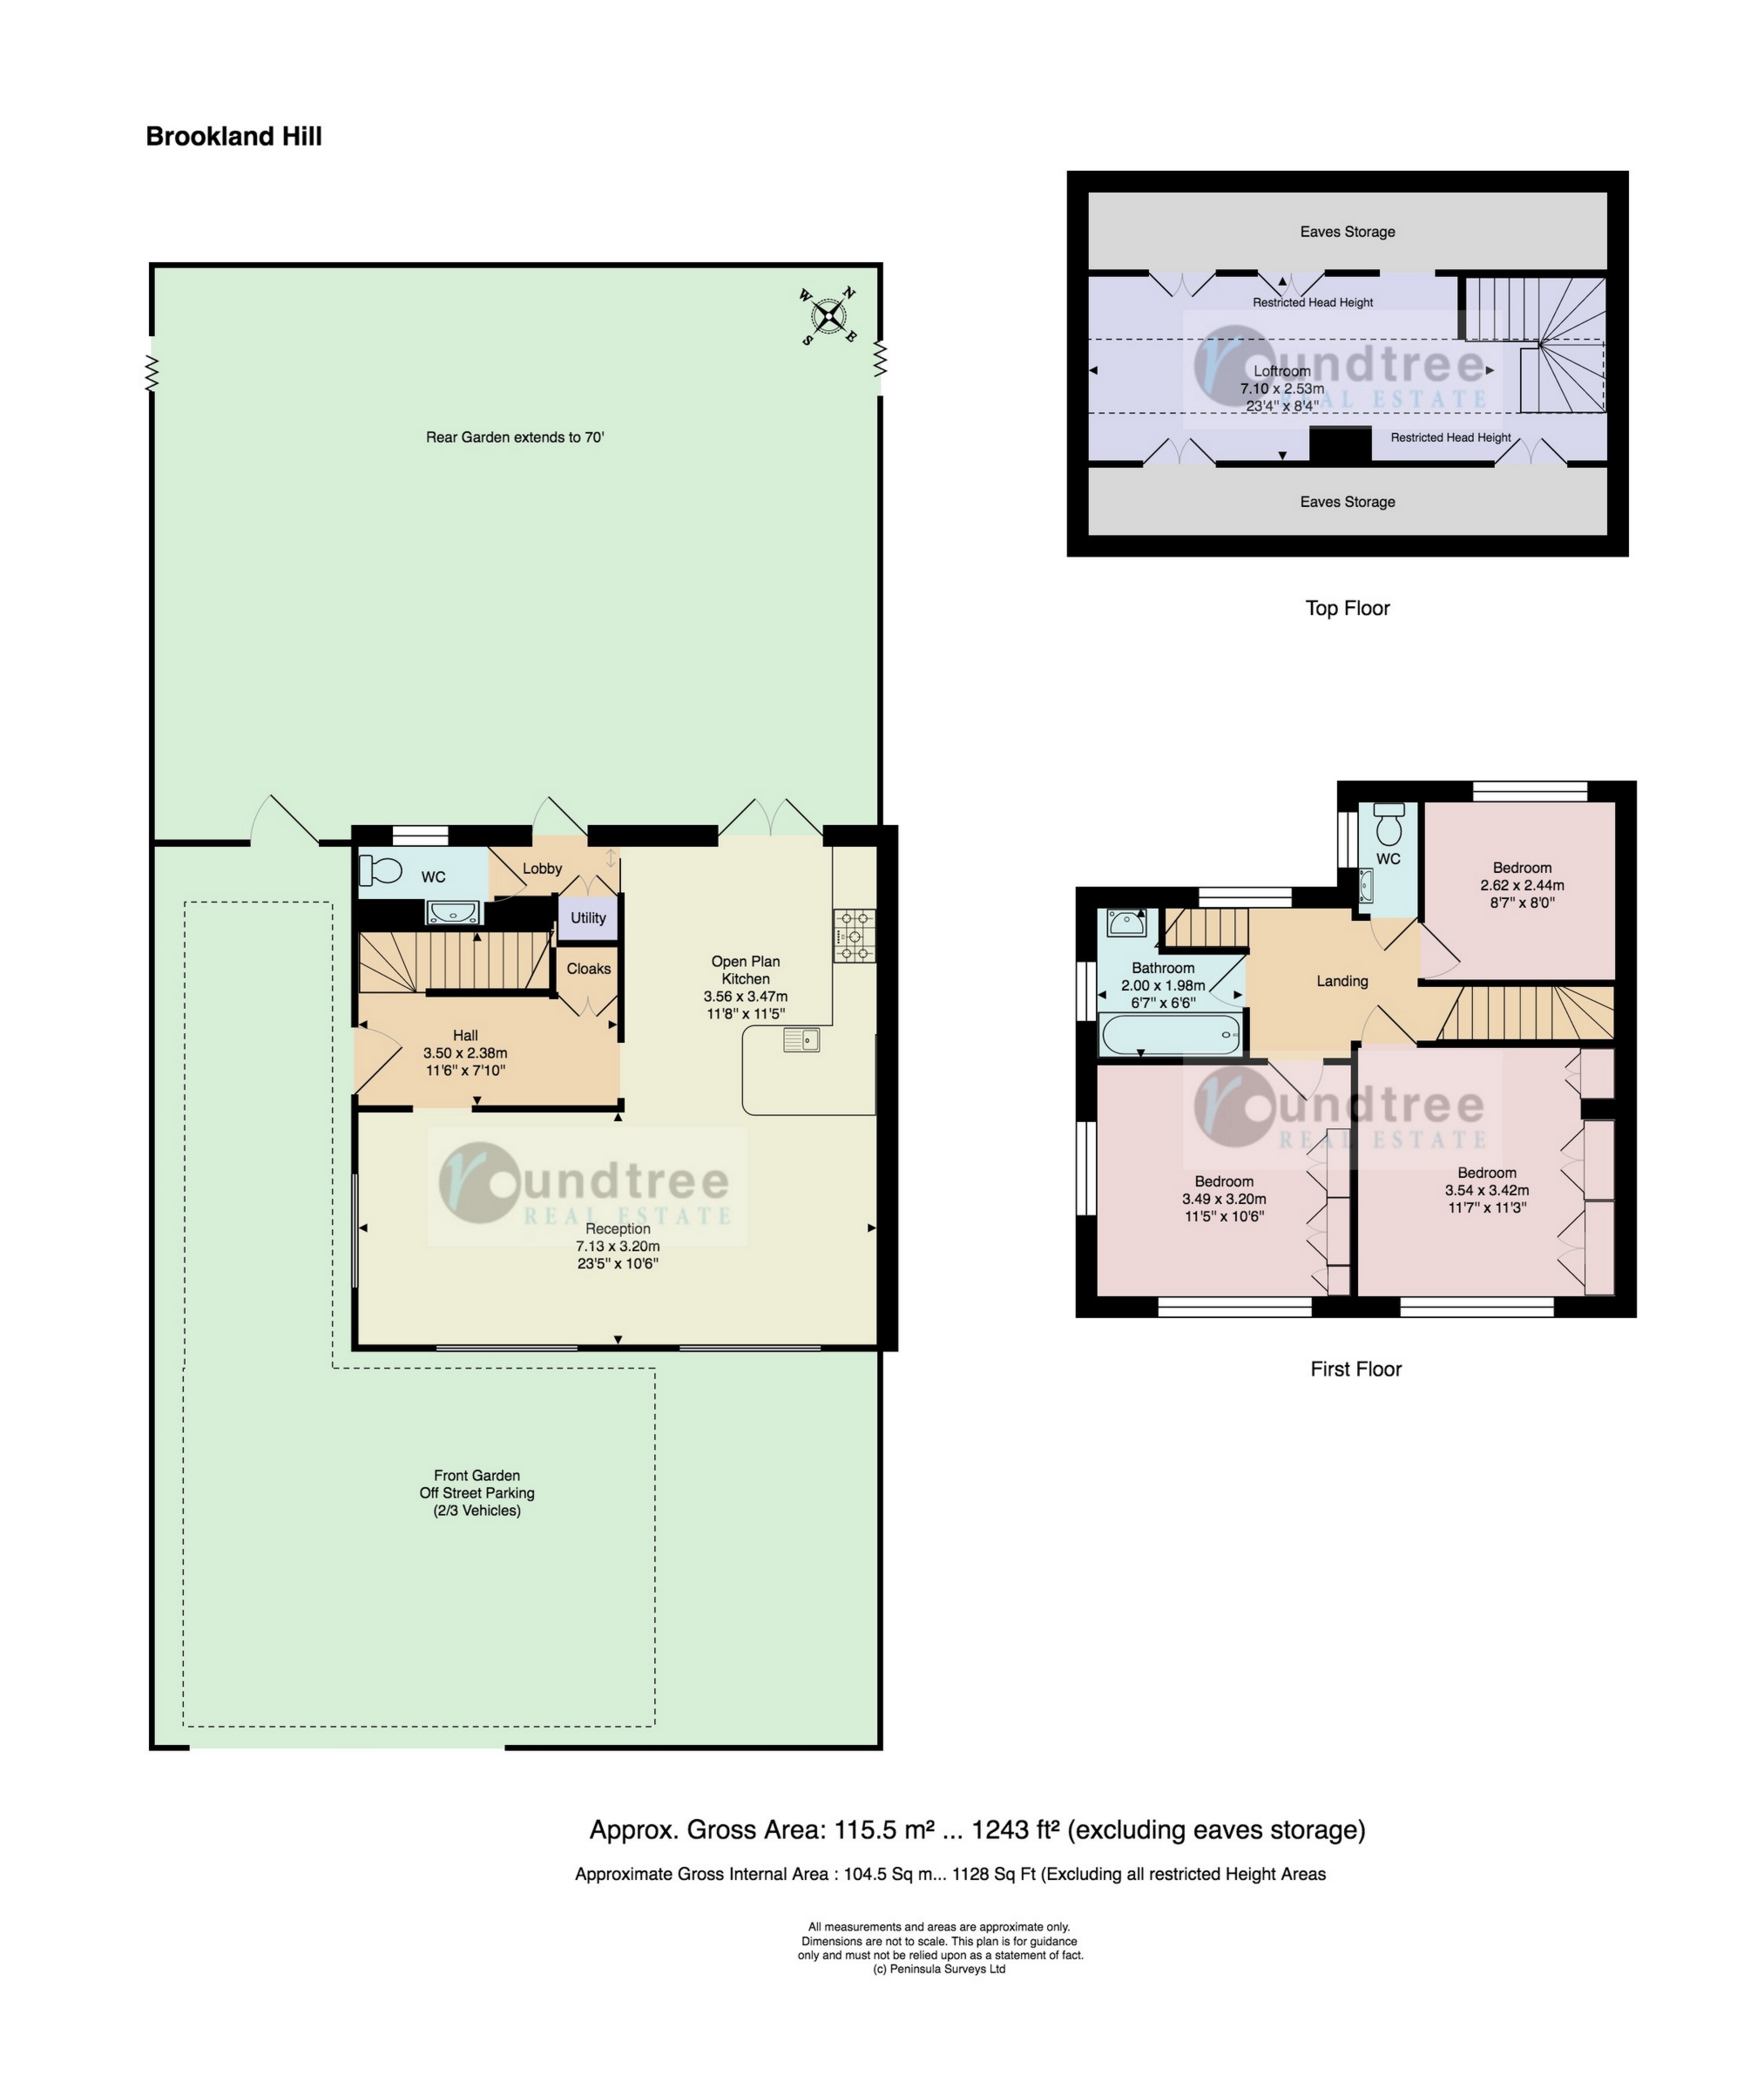 Brookland Hill
Eaves Storage
Restricted Head Height
roundtree
REAL ESTATE
Loftroom
7.10 x 2.53m
23'4" x 8'4"
Restricted Head Height
Eaves Storage
Top Floor
W
N
S
E
Rear Garden extends to 70'
WC
Lobby
Utility
Cloaks
Open Plan
Kitchen
3.56 x 3.47m
11'8" x 11'5"
Hall
3.50 x 2.38m
11'6" x 7'10"
roundtree
REAL ESTATE
Reception
7.13 x 3.20m
23'5" x 10'6"
Front Garden
Off Street Parking
(2/3 Vehicles)
WC
Bedroom
2.62 x 2.44m
8'7" x 8'0"
Bathroom
2.00 x 1.98m
6'7" x 6'6"
Landing
roundtree
REAL ESTATE
Bedroom
3.49 x 3.20m
11'5" x 10'6"
Bedroom
3.54 x 3.42m
11'7" x 11'3"
First Floor
Approx. Gross Area: 115.5 m² ... 1243 ft² (excluding eaves storage)
Approximate Gross Internal Area : 104.5 Sq m... 1128 Sq Ft (Excluding all restricted Height Areas
All measurements and areas are approximate only.
Dimensions are not to scale. This plan is for guidance
only and must not be relied upon as a statement of fact.
(c) Peninsula Surveys Ltd